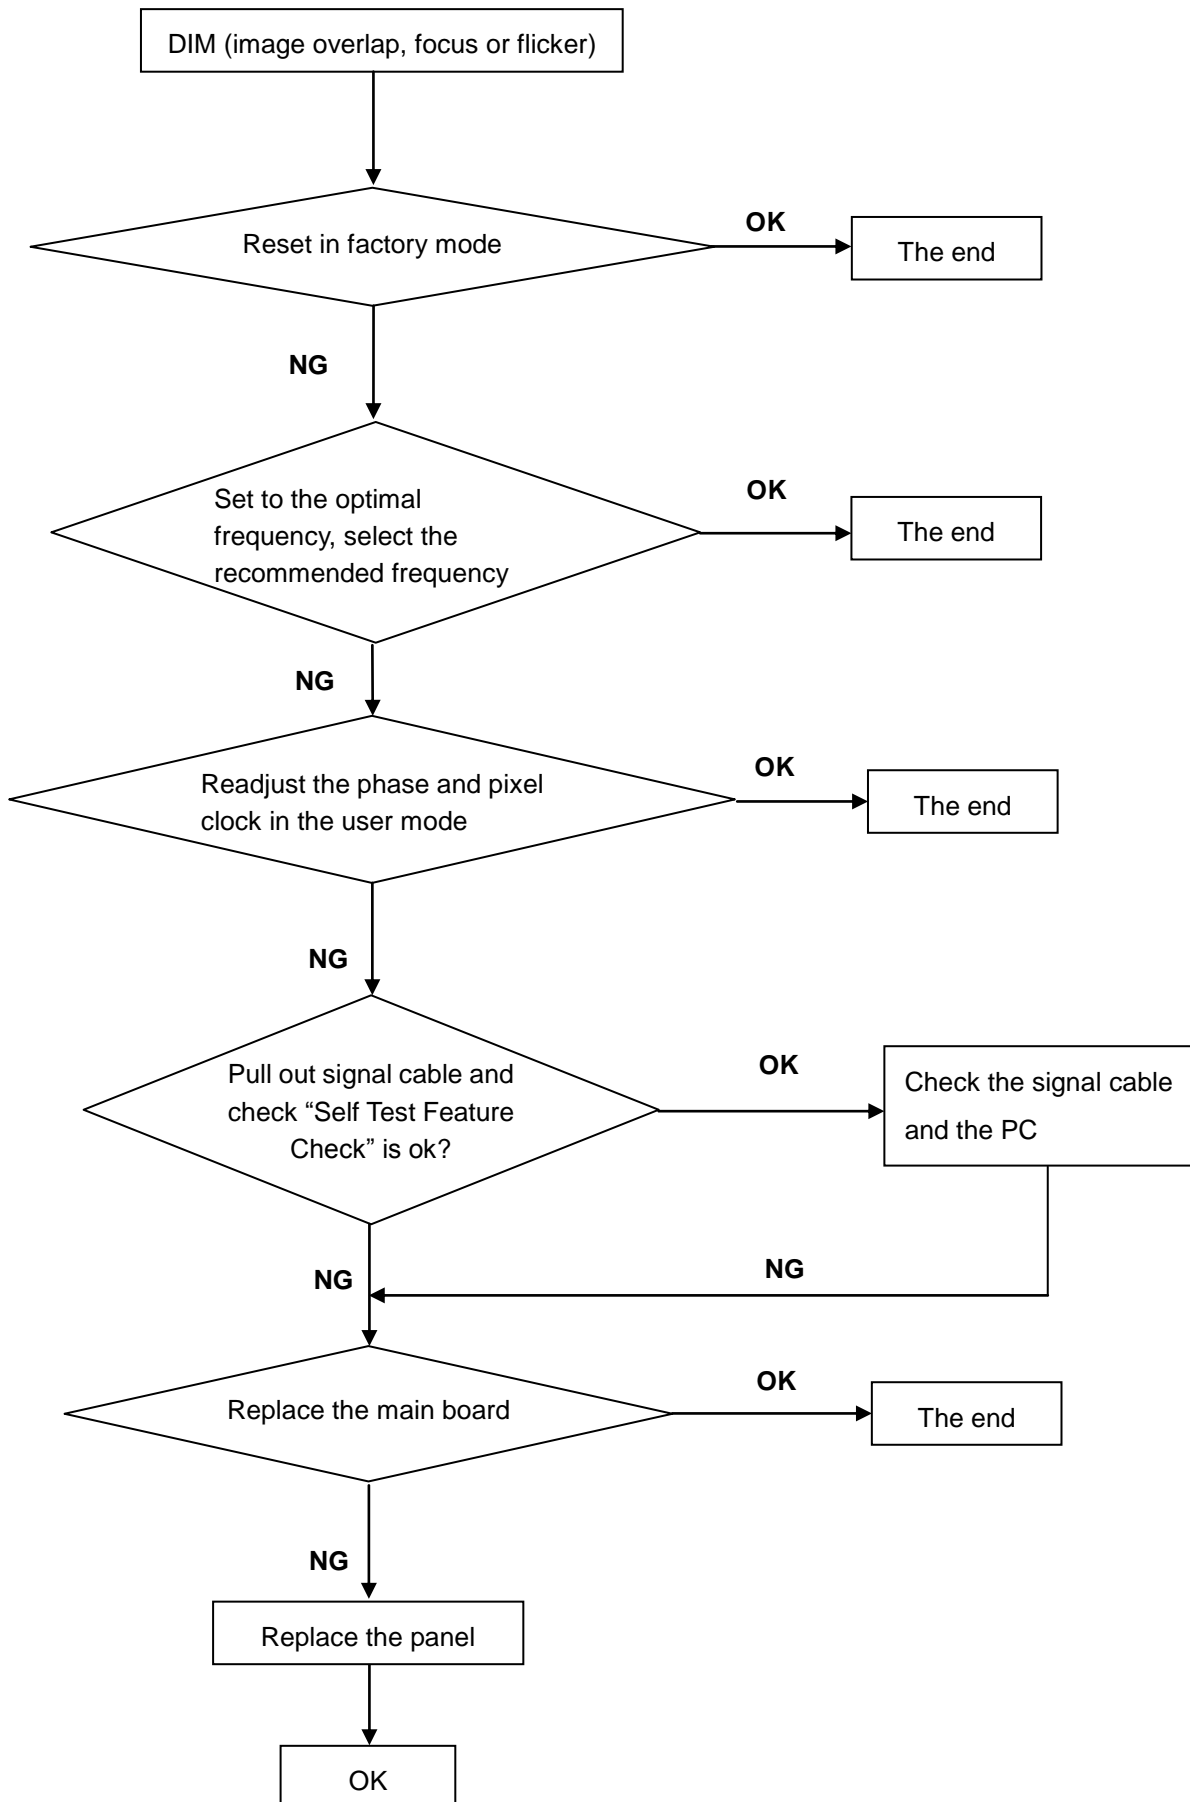 DIM (image overlap, focus or flicker)
Reset in factory mode
OK
The end
NG
Set to the optimal
frequency, select the
recommended frequency
OK
The end
NG
Readjust the phase and pixel
clock in the user mode
OK
The end
NG
Pull out signal cable and
check “Self Test Feature
Check” is ok?
OK
Check the signal cable
and the PC
NG
NG
Replace the main board
OK
The end
NG
Replace the panel
OK